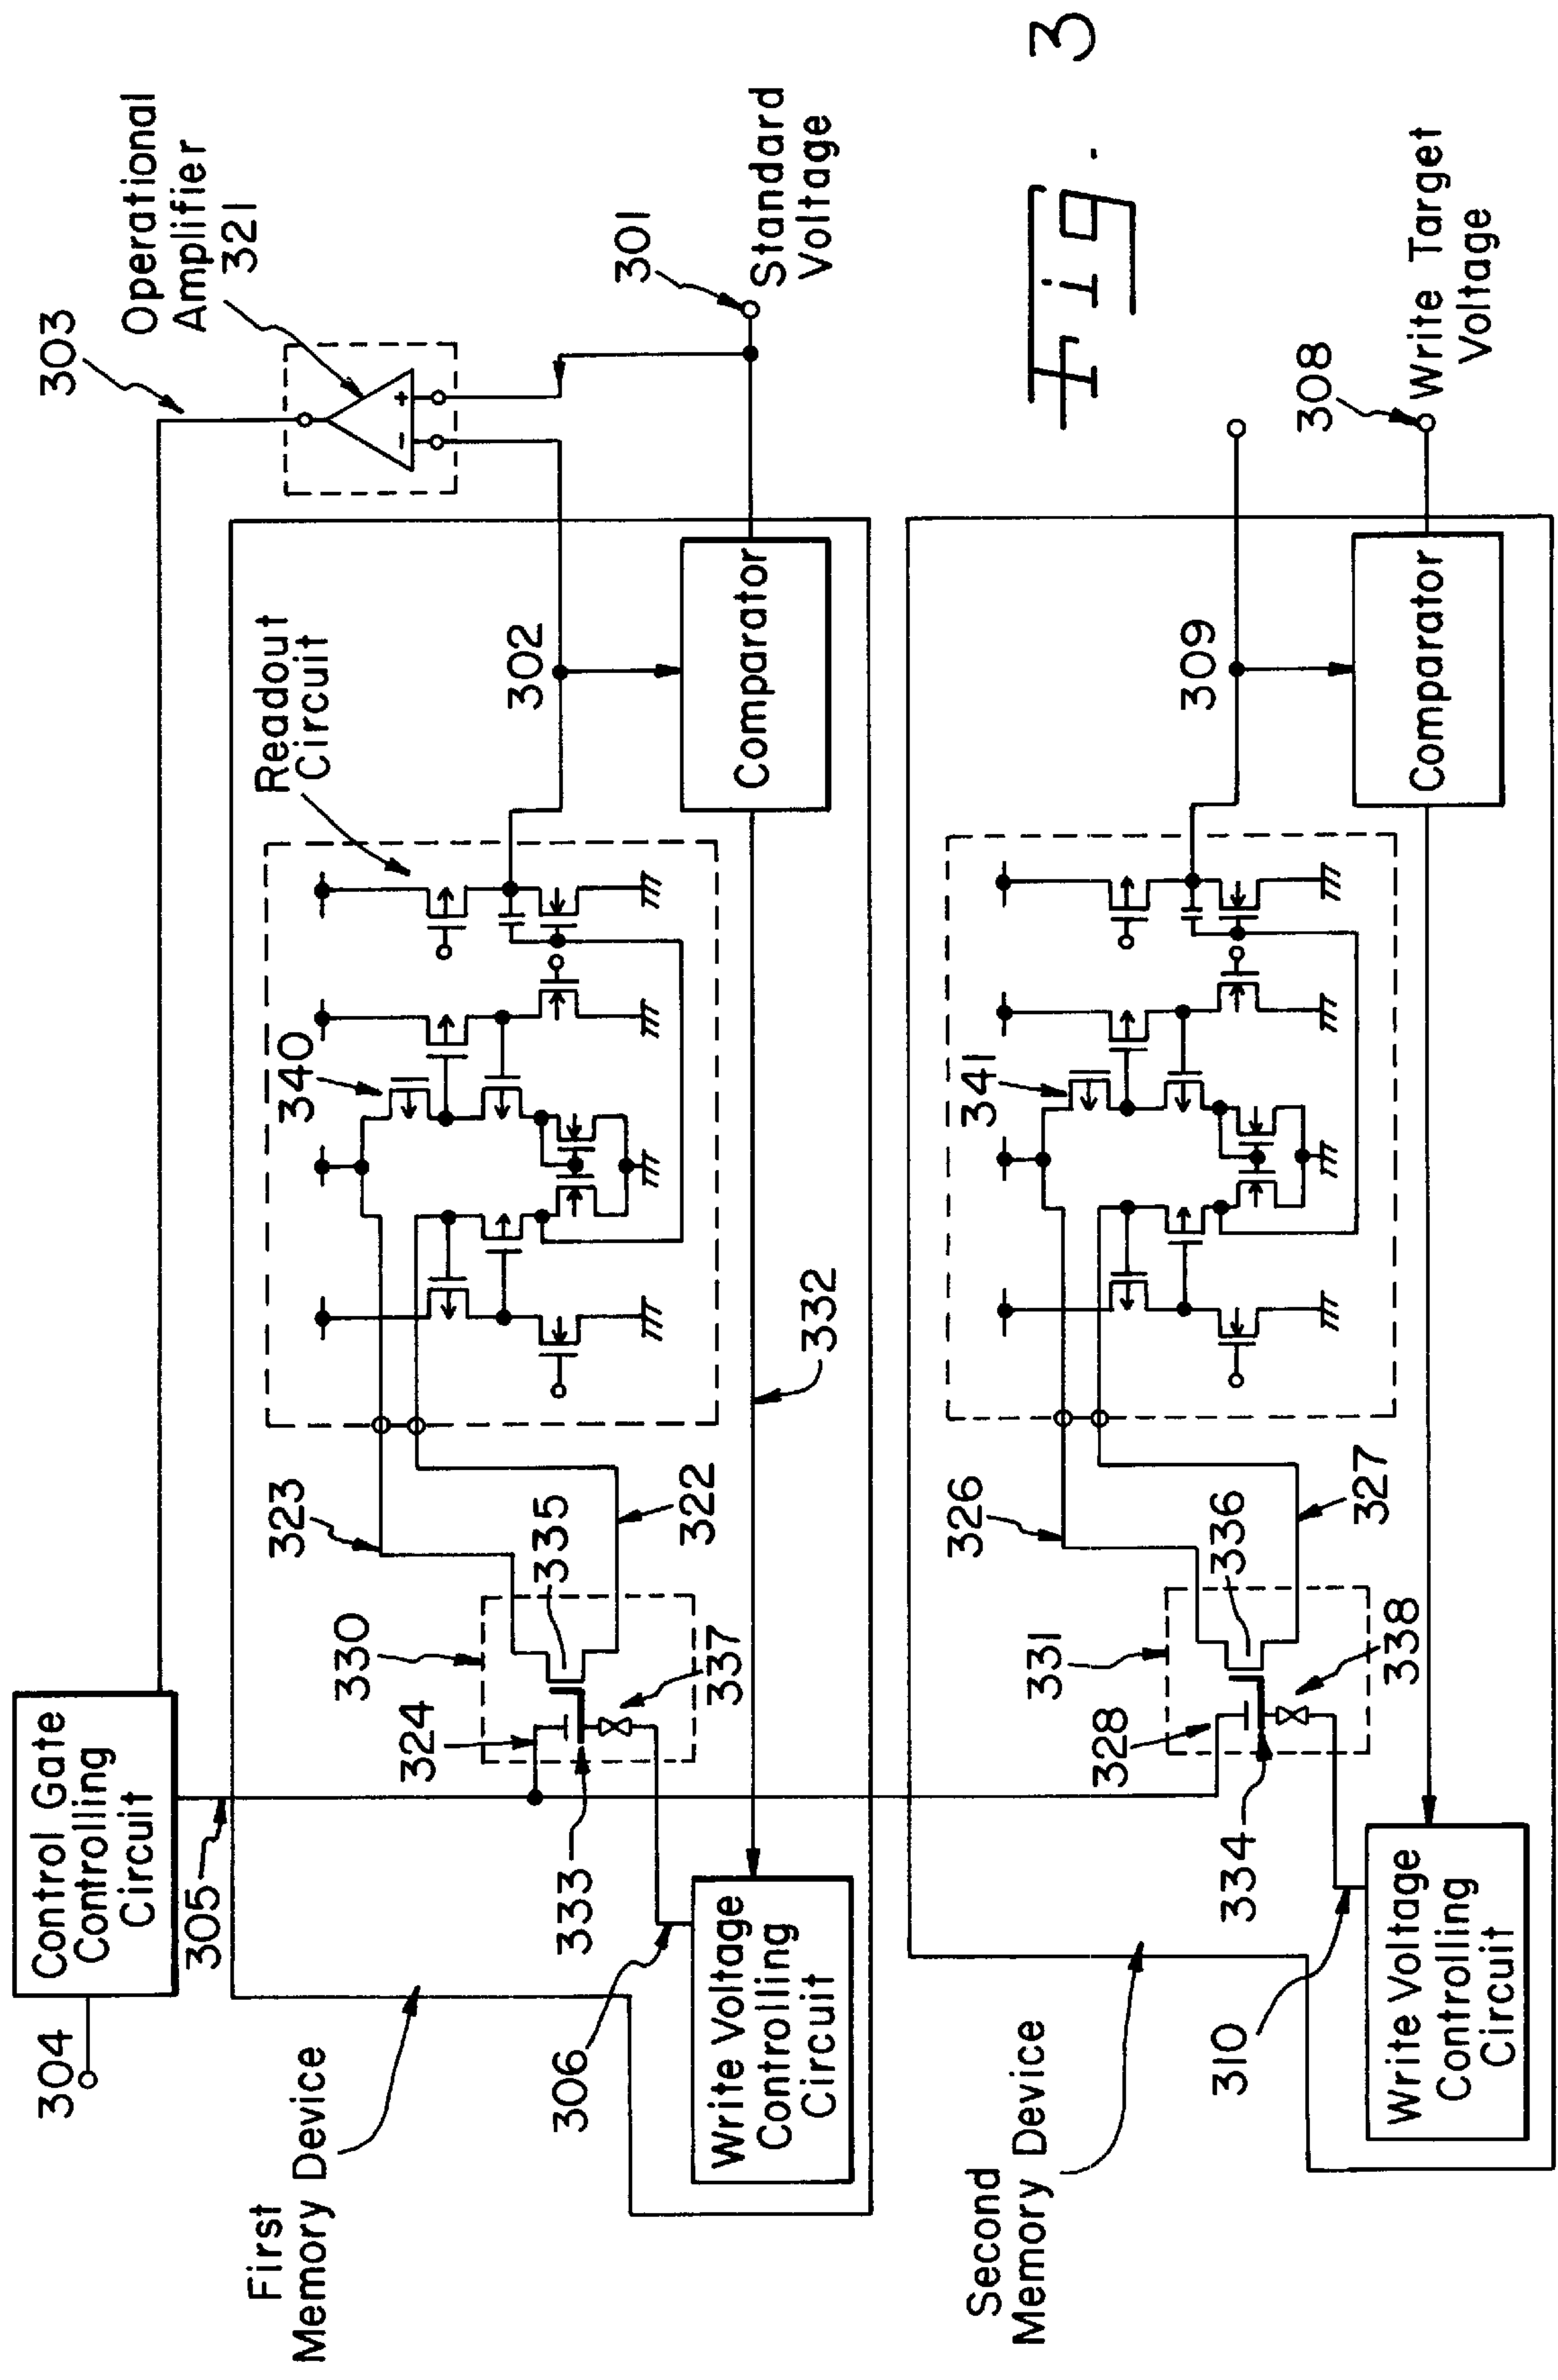 Fig. 3
304
Control Gate
Controlling
Circuit
305
303
Operational
Amplifier
321
First
Memory Device
323
330
324
335
322
333
337
306
Write Voltage
Controlling
Circuit
332
340
Readout
Circuit
302
Comparator
301
Standard
Voltage
+
−
Second
Memory Device
326
331
328
336
327
334
338
310
Write Voltage
Controlling
Circuit
341
309
Comparator
308
Write Target
Voltage